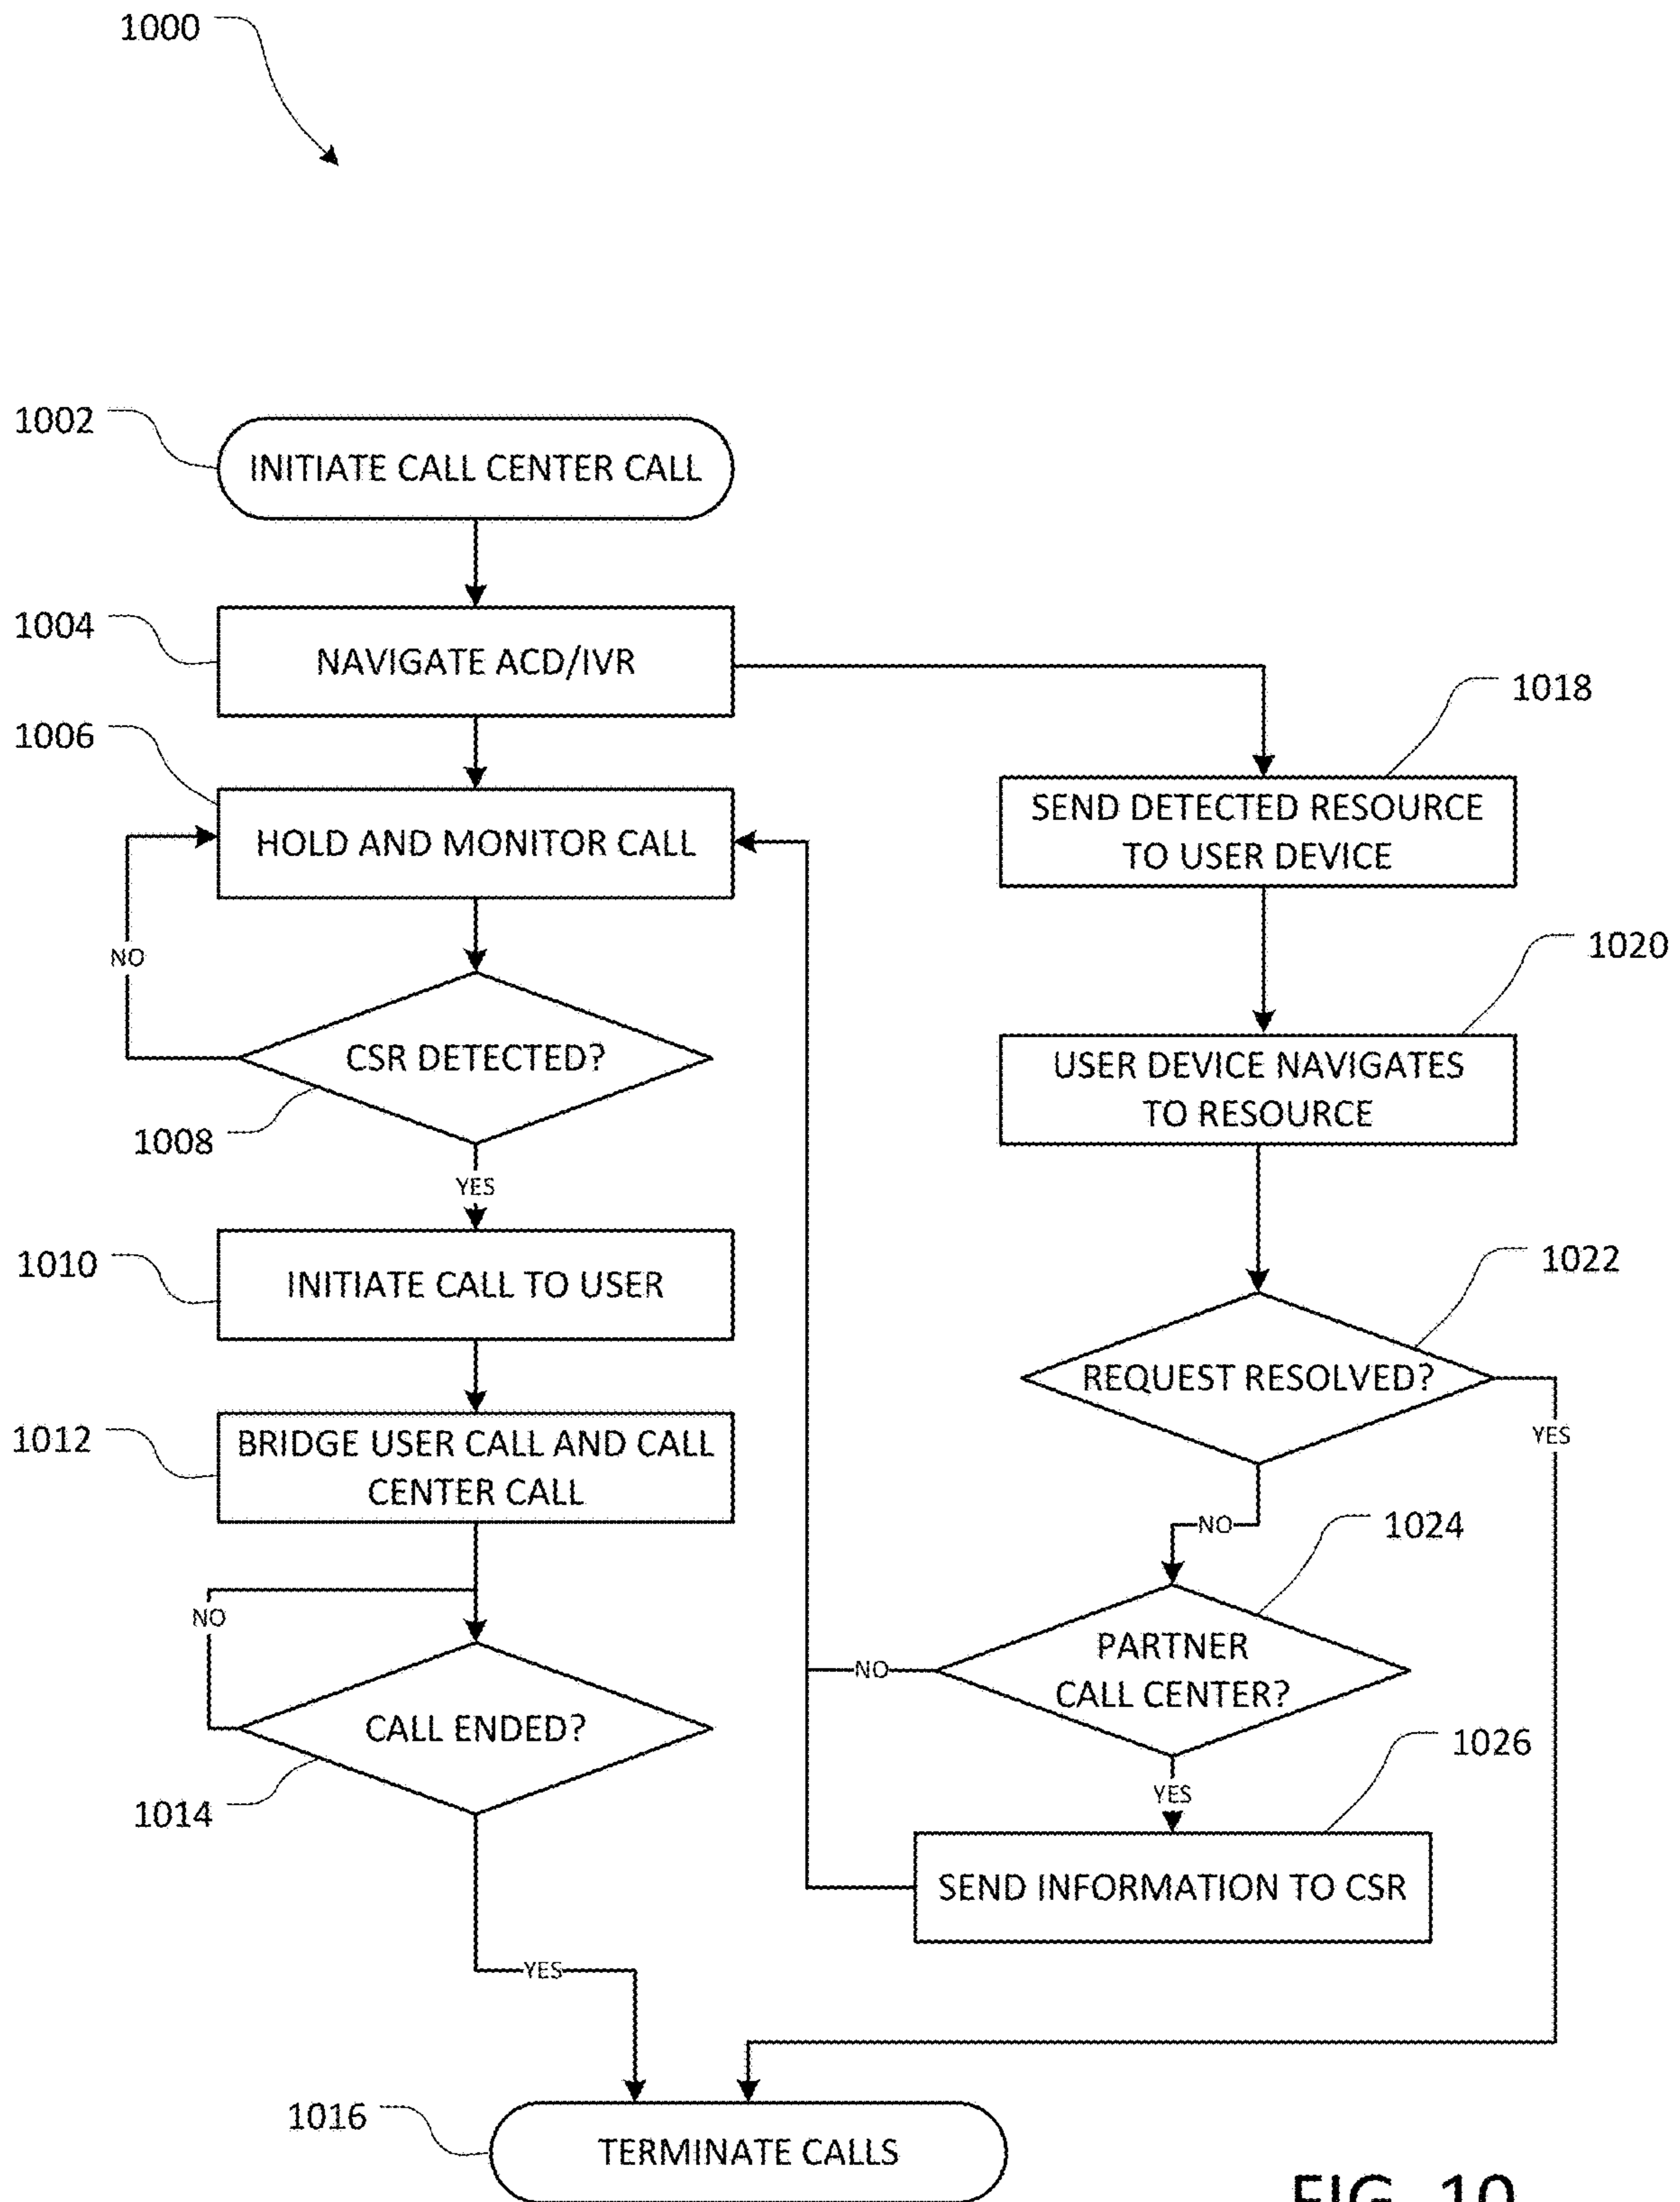 1000
1002
INITIATE CALL CENTER CALL
1004
NAVIGATE ACD/IVR
1018
1006
SEND DETECTED RESOURCE
TO USER DEVICE
HOLD AND MONITOR CALL
1020
NO
USER DEVICE NAVIGATES
TO RESOURCE
CSR DETECTED?
1008
YES
1010
INITIATE CALL TO USER
1022
REQUEST RESOLVED?
YES
1012
BRIDGE USER CALL AND CALL
CENTER CALL
NO
1024
NO
PARTNER
CALL CENTER?
NO
CALL ENDED?
1026
1014
YES
SEND INFORMATION TO CSR
YES
1016
TERMINATE CALLS
FIG. 10